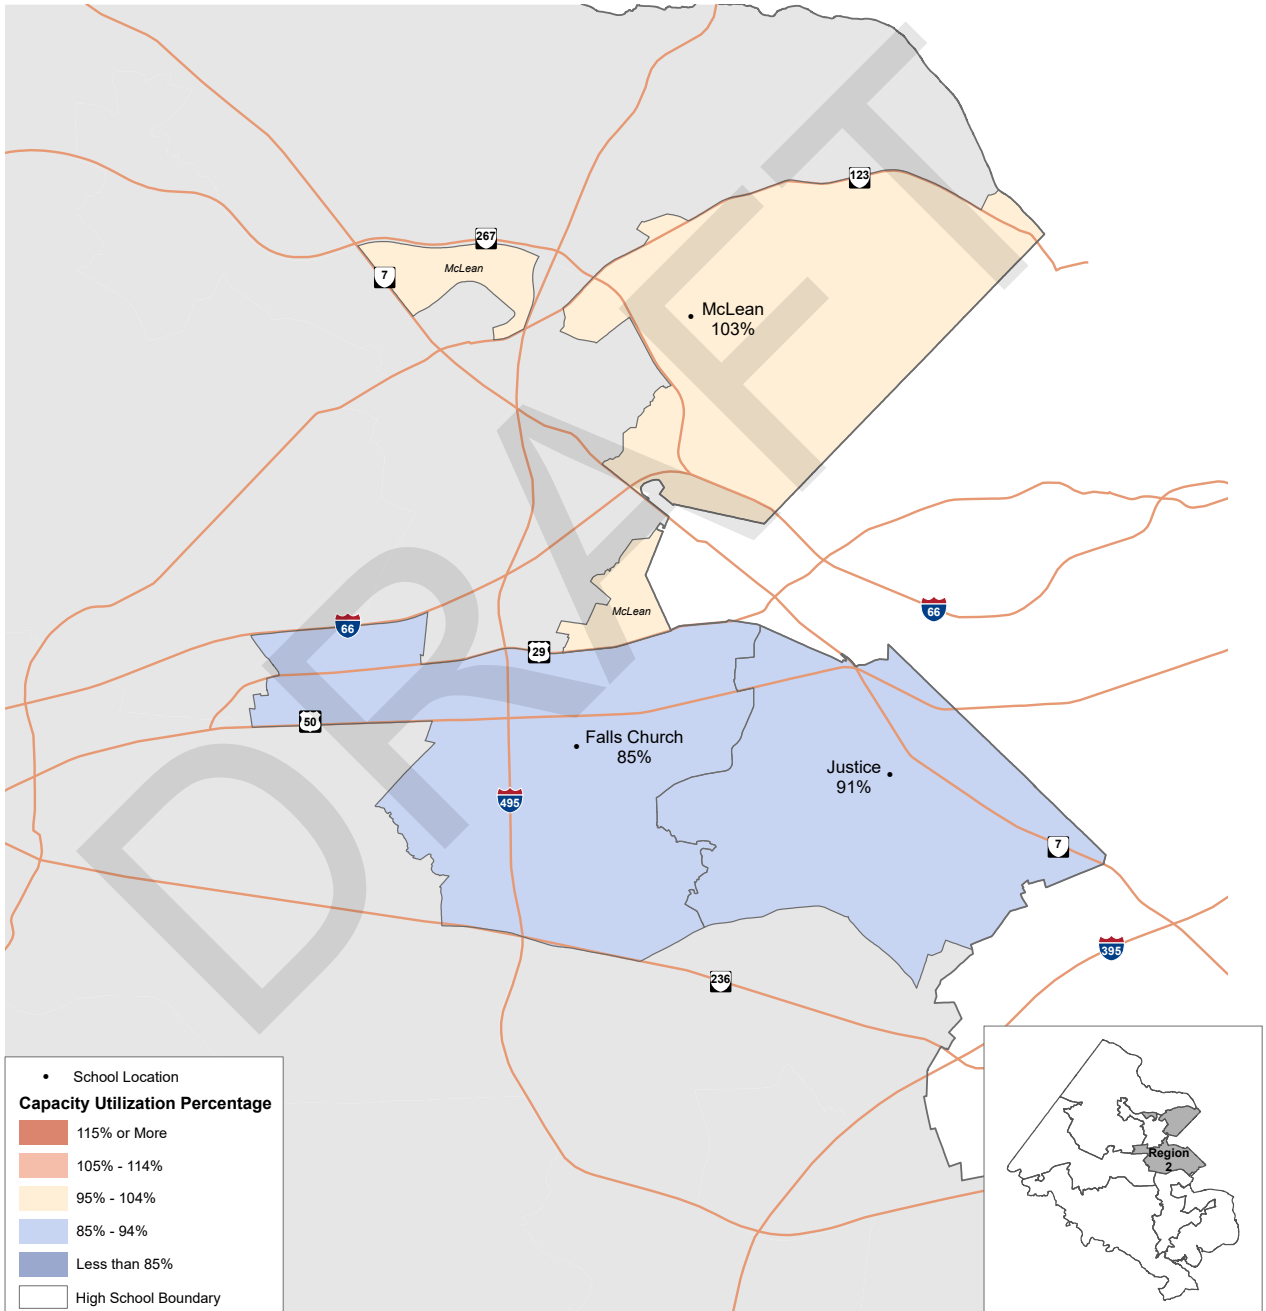 DRAFT
123
267
7
McLean
McLean
103%
66
McLean
66
29
50
Falls Church
85%
Justice
91%
495
7
395
236
• School Location
Capacity Utilization Percentage
115% or More
105% - 114%
95% - 104%
85% - 94%
Less than 85%
High School Boundary
Region
2